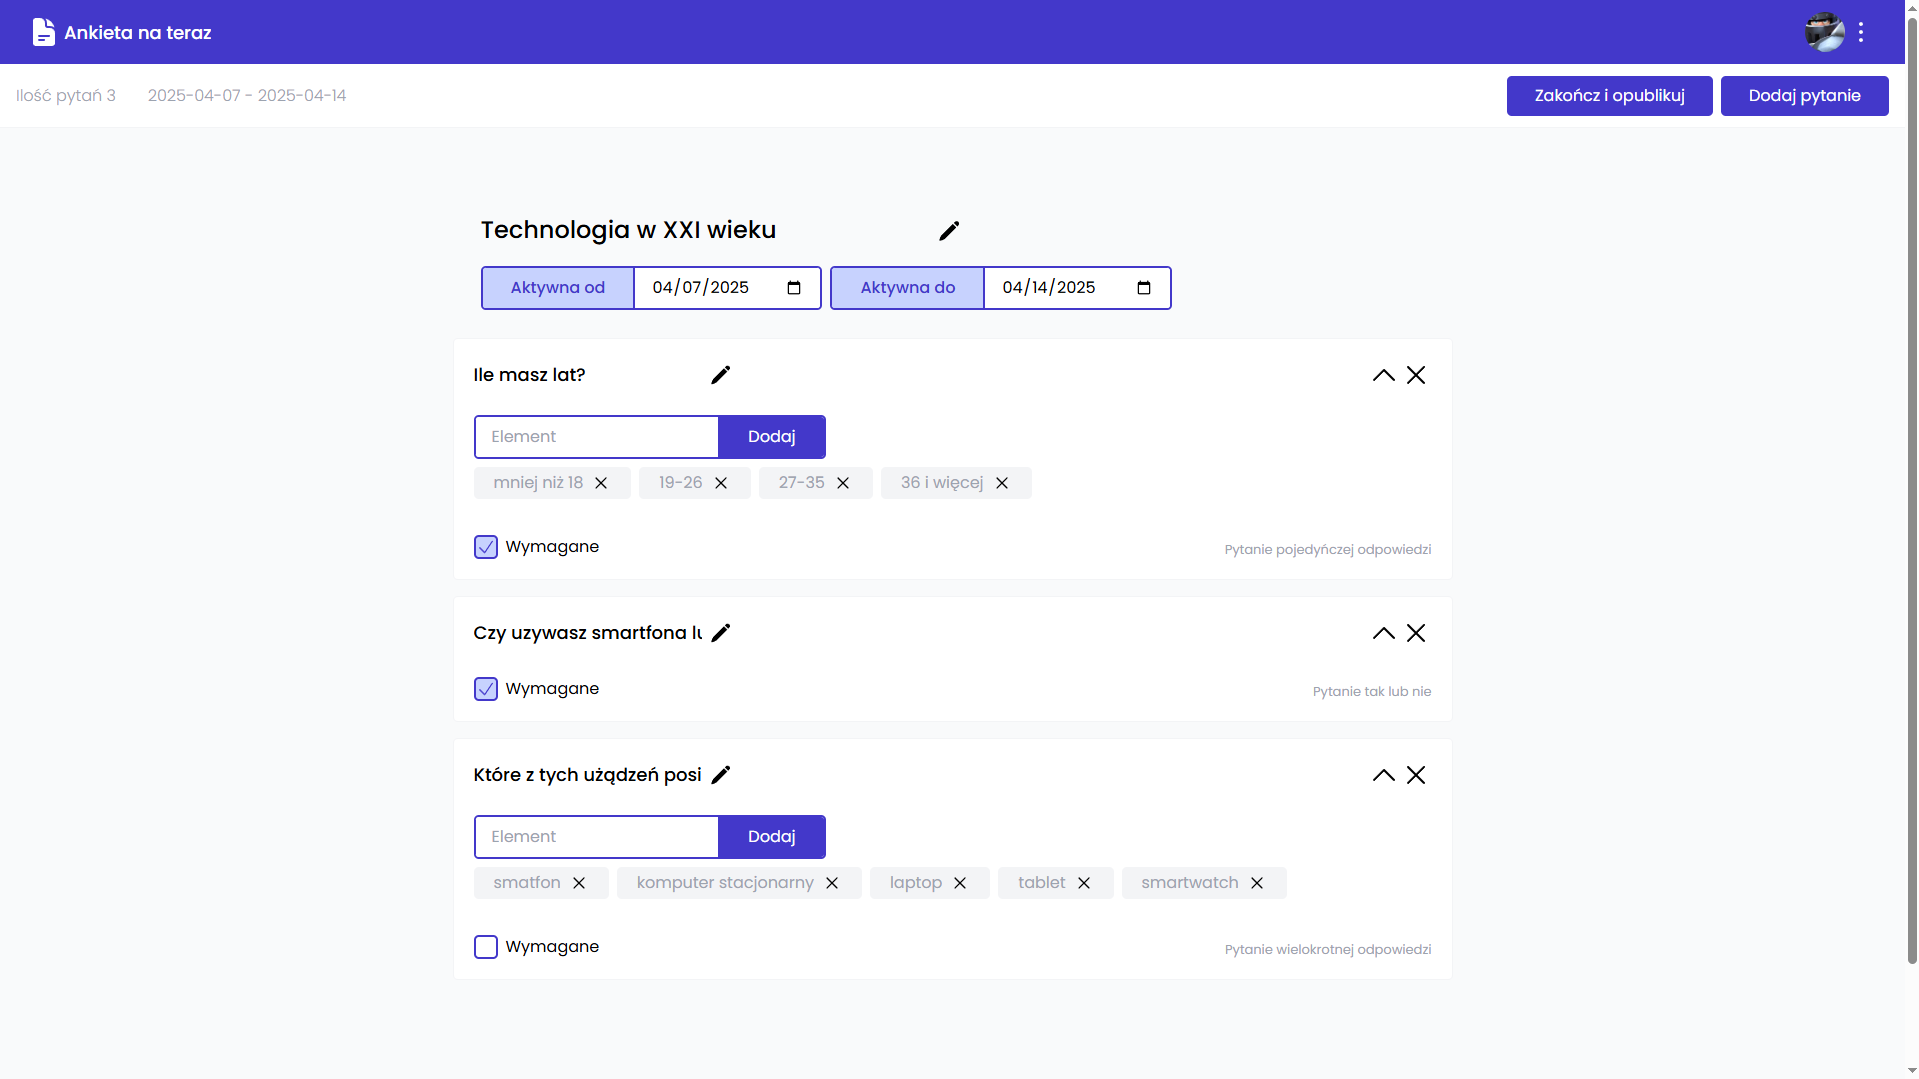 Ankieta na teraz
Ilość pytań 3 2025-04-07 - 2025-04-14 Zakończ i opublikuj Dodaj pytanie
Technologia w XXI wieku
Aktywna od 04/07/2025 Aktywna do 04/14/2025
Ile masz lat?
Element Dodaj
mniej niż 18 19-26 27-35 36 i więcej
Wymagane Pytanie pojedyńczej odpowiedzi
Czy uzywasz smartfona lu
Wymagane Pytanie tak lub nie
Które z tych użądzeń posi
Element Dodaj
smatfon komputer stacjonarny laptop tablet smartwatch
Wymagane Pytanie wielokrotnej odpowiedzi